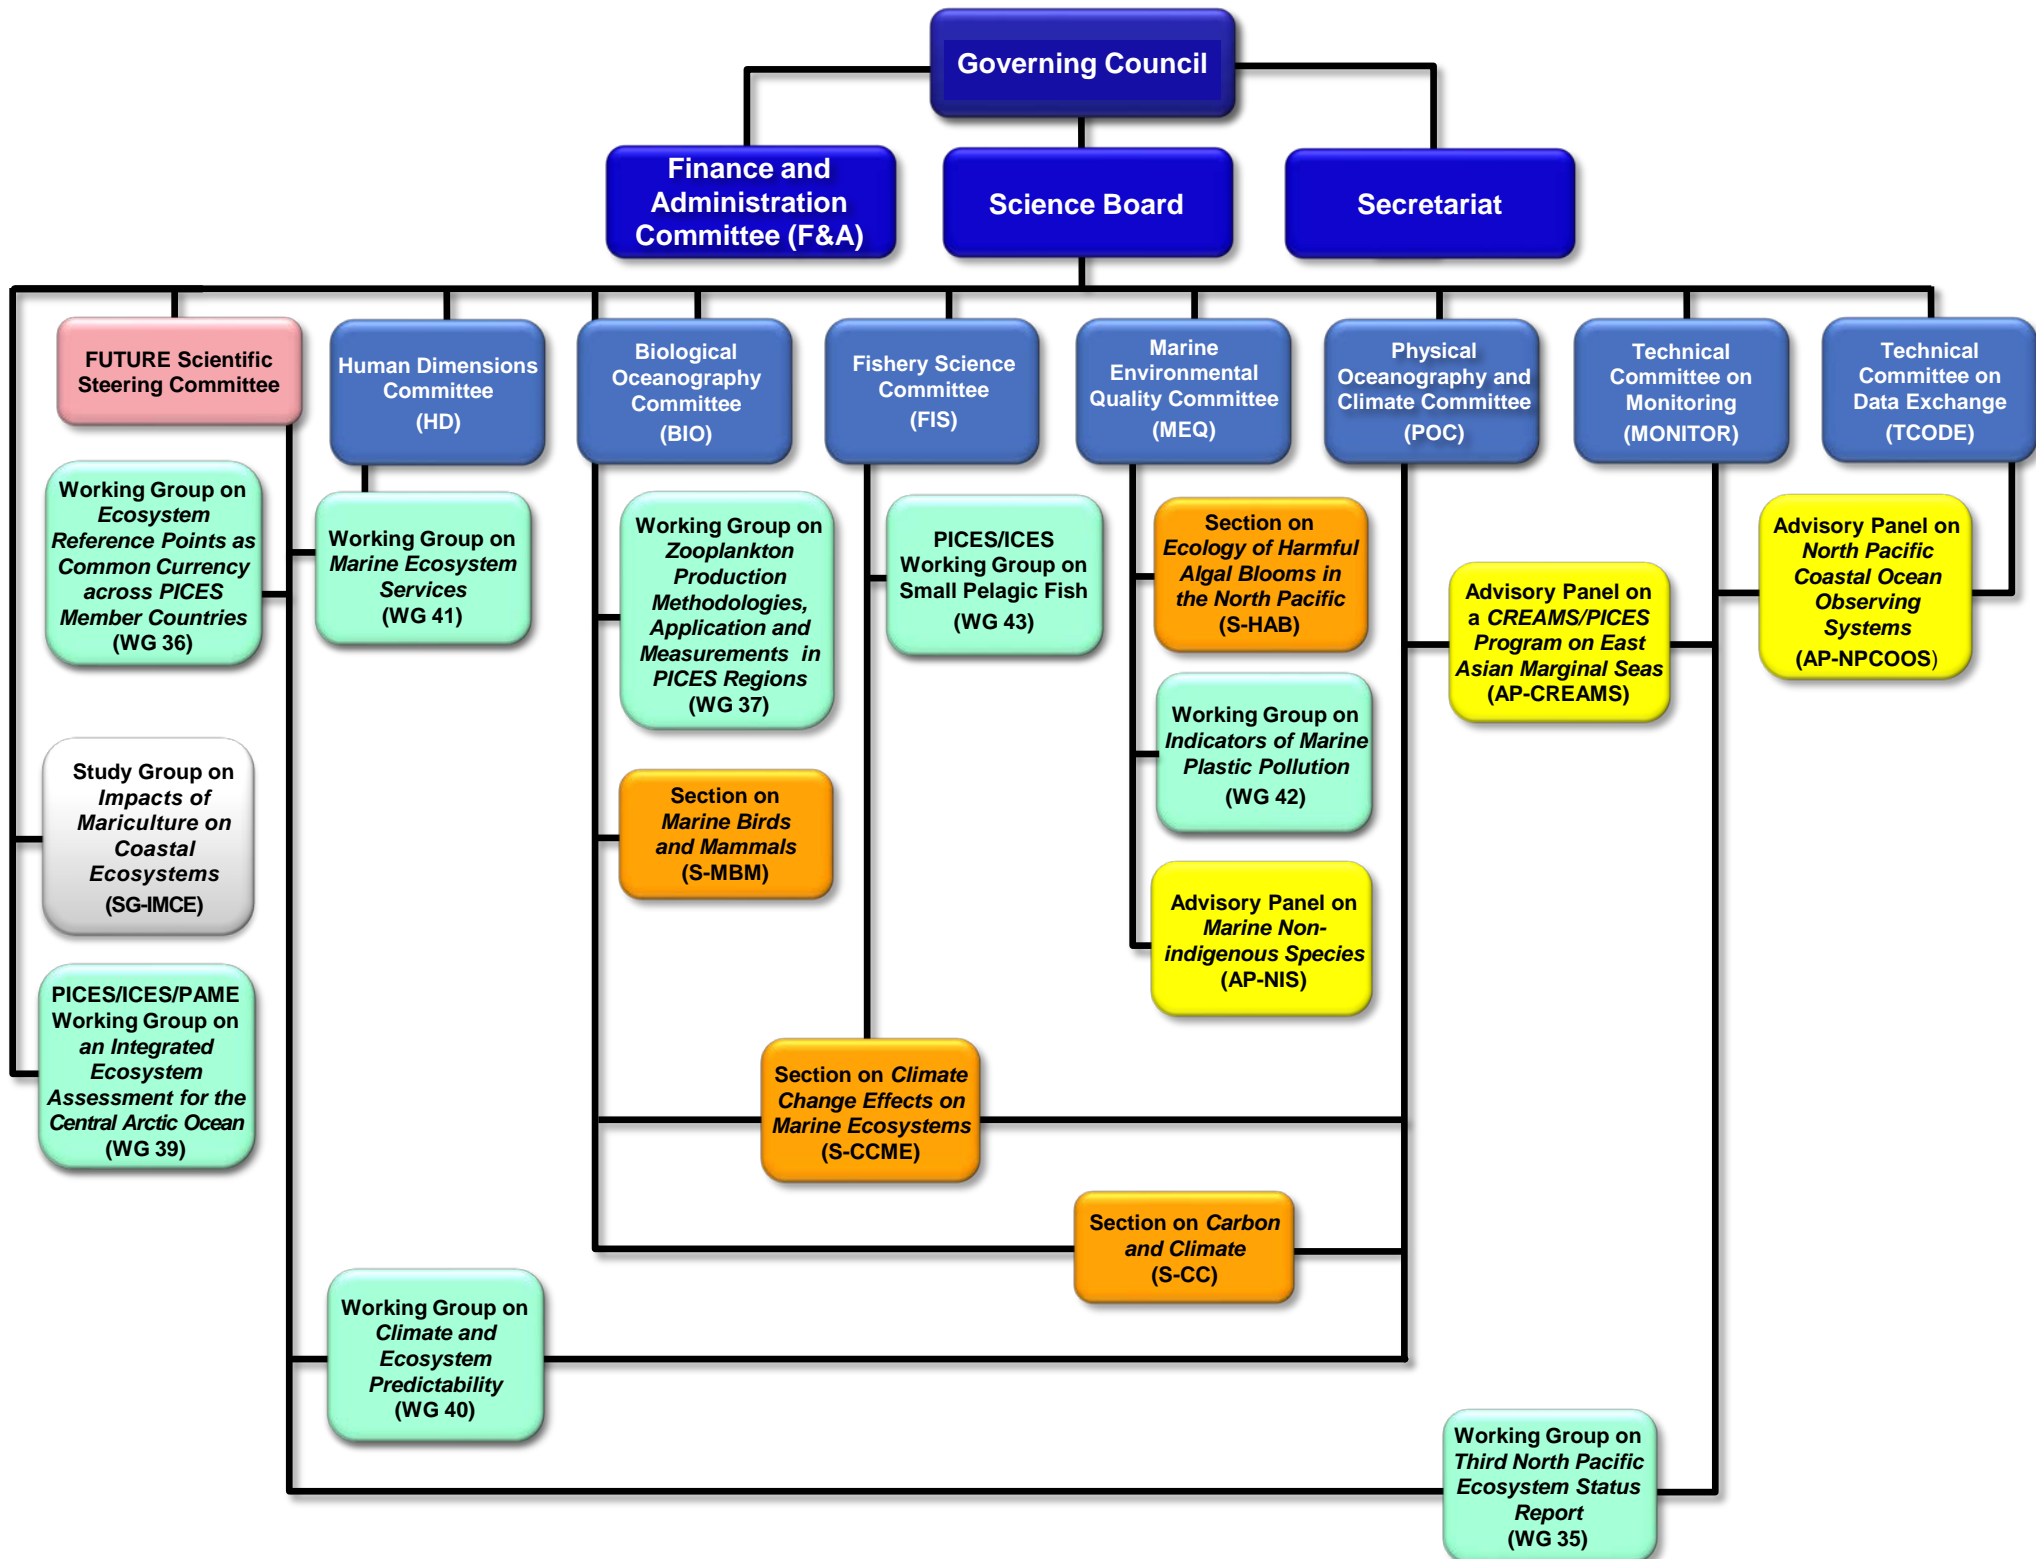 Governing Council
Finance and
Administration
Committee (F&A)
Science Board
Secretariat
FUTURE Scientific
Steering Committee
Human Dimensions
Committee
(HD)
Biological
Oceanography
Committee
(BIO)
Fishery Science
Committee
(FIS)
Marine
Environmental
Quality Committee
(MEQ)
Physical
Oceanography and
Climate Committee
(POC)
Technical
Committee on
Monitoring
(MONITOR)
Technical
Committee on
Data Exchange
(TCODE)
Working Group on
Ecosystem
Reference Points as
Common Currency
across PICES
Member Countries
(WG 36)
Working Group on
Marine Ecosystem
Services
(WG 41)
Working Group on
Zooplankton
Production
Methodologies,
Application and
Measurements in
PICES Regions
(WG 37)
PICES/ICES
Working Group on
Small Pelagic Fish
(WG 43)
Section on
Ecology of Harmful
Algal Blooms in
the North Pacific
(S-HAB)
Advisory Panel on
a CREAMS/PICES
Program on East
Asian Marginal Seas
(AP-CREAMS)
Advisory Panel on
North Pacific
Coastal Ocean
Observing
Systems
(AP-NPCOOS)
Study Group on
Impacts of
Mariculture on
Coastal
Ecosystems
(SG-IMCE)
Section on
Marine Birds
and Mammals
(S-MBM)
Working Group on
Indicators of Marine
Plastic Pollution
(WG 42)
Advisory Panel on
Marine Non-
indigenous Species
(AP-NIS)
PICES/ICES/PAME
Working Group on
an Integrated
Ecosystem
Assessment for the
Central Arctic Ocean
(WG 39)
Section on Climate
Change Effects on
Marine Ecosystems
(S-CCME)
Section on Carbon
and Climate
(S-CC)
Working Group on
Climate and
Ecosystem
Predictability
(WG 40)
Working Group on
Third North Pacific
Ecosystem Status
Report
(WG 35)